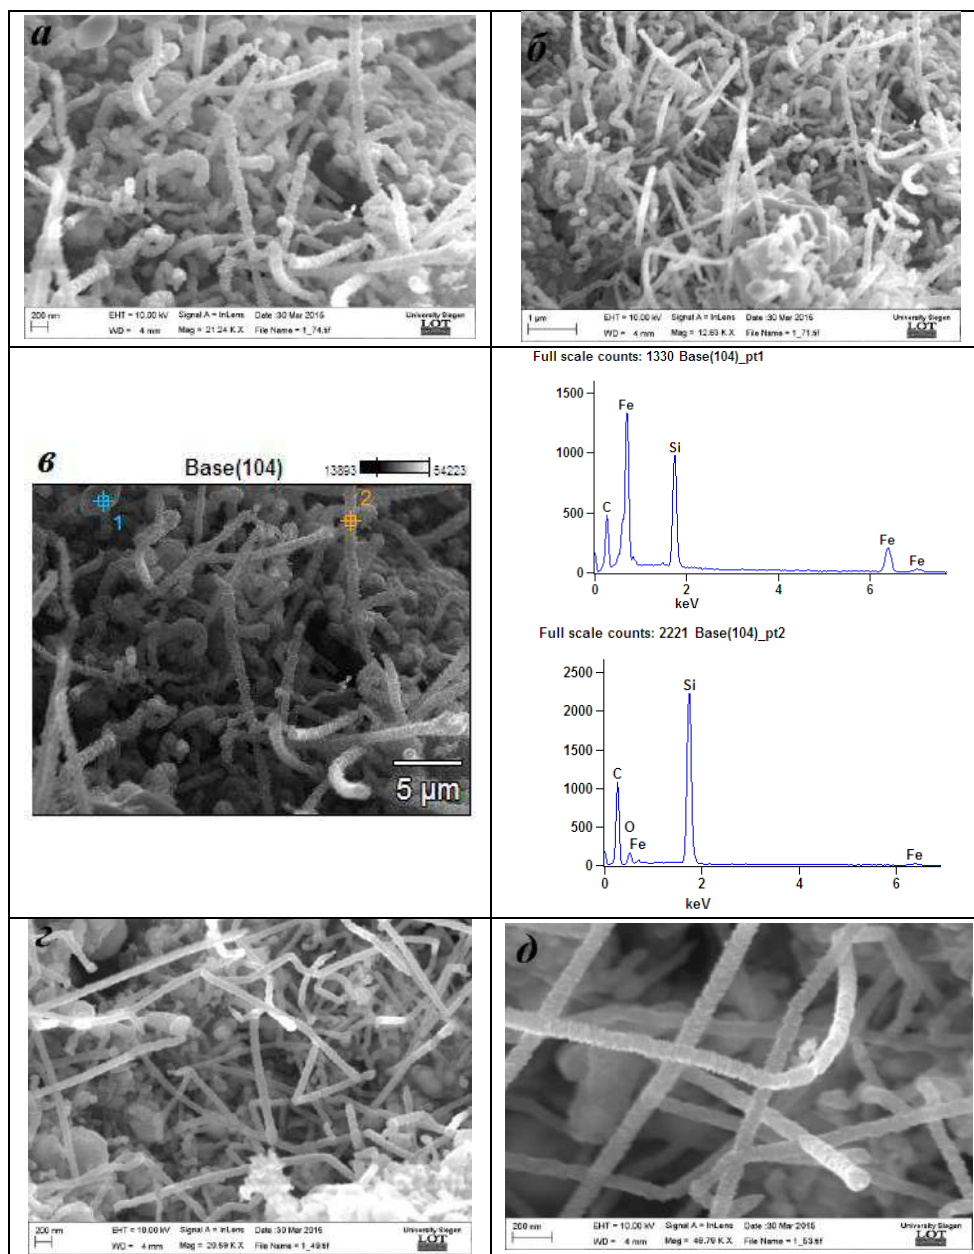 а
200 nm
EHT = 10.00 kV Signal A = InLens Date :30 Mar 2015
WD = 4 mm Mag = 21.24 K X File Name = 1_74.tif
University Siegen
LOT
б
1 µm
EHT = 10.00 kV Signal A = InLens Date :30 Mar 2015
WD = 4 mm Mag = 12.63 K X File Name = 1_71.tif
University Siegen
LOT
в
Base(104)
13893 54223
1
2
5 µm
Full scale counts: 1330 Base(104)_pt1
1500
1000
500
0
C
Fe
Si
Fe
Fe
0 2 4 6
keV
Full scale counts: 2221 Base(104)_pt2
2500
2000
1500
1000
500
0
C
O
Fe
Si
Fe
0 2 4 6
keV
г
200 nm
EHT = 10.00 kV Signal A = InLens Date :30 Mar 2015
WD = 4 mm Mag = 20.59 K X File Name = 1_49.tif
University Siegen
LOT
д
200 nm
EHT = 10.00 kV Signal A = InLens Date :30 Mar 2015
WD = 4 mm Mag = 46.79 K X File Name = 1_53.tif
University Siegen
LOT